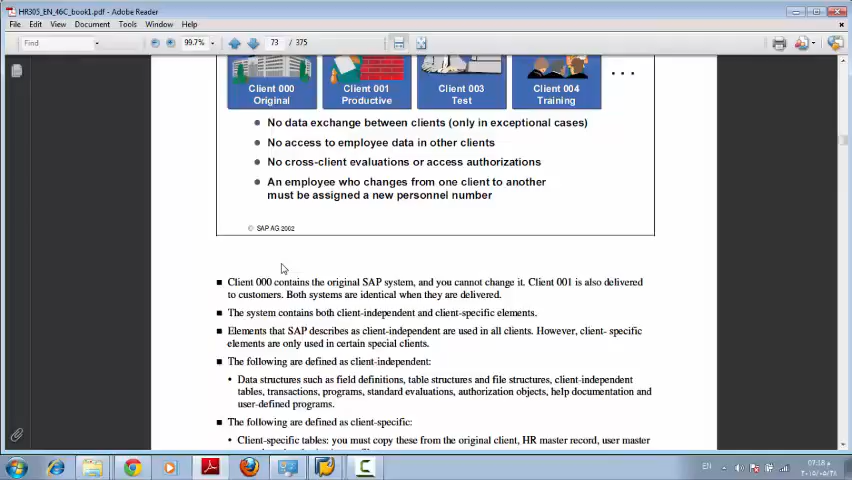 HR305_EN_46C_book1.pdf - Adobe Reader
File Edit View Document Tools Window Help
Find 99.7% 73 / 375
Client 000 Client 001 Client 003 Client 004
Original Productive Test Training
...
● No data exchange between clients (only in exceptional cases)
● No access to employee data in other clients
● No cross-client evaluations or access authorizations
● An employee who changes from one client to another
must be assigned a new personnel number
© SAP AG 2002
■ Client 000 contains the original SAP system, and you cannot change it. Client 001 is also delivered
to customers. Both systems are identical when they are delivered.
■ The system contains both client-independent and client-specific elements.
■ Elements that SAP describes as client-independent are used in all clients. However, client- specific
elements are only used in certain special clients.
■ The following are defined as client-independent:
• Data structures such as field definitions, table structures and file structures, client-independent
tables, transactions, programs, standard evaluations, authorization objects, help documentation and
user-defined programs.
■ The following are defined as client-specific:
• Client-specific tables: you must copy these from the original client, HR master record, user master
EN